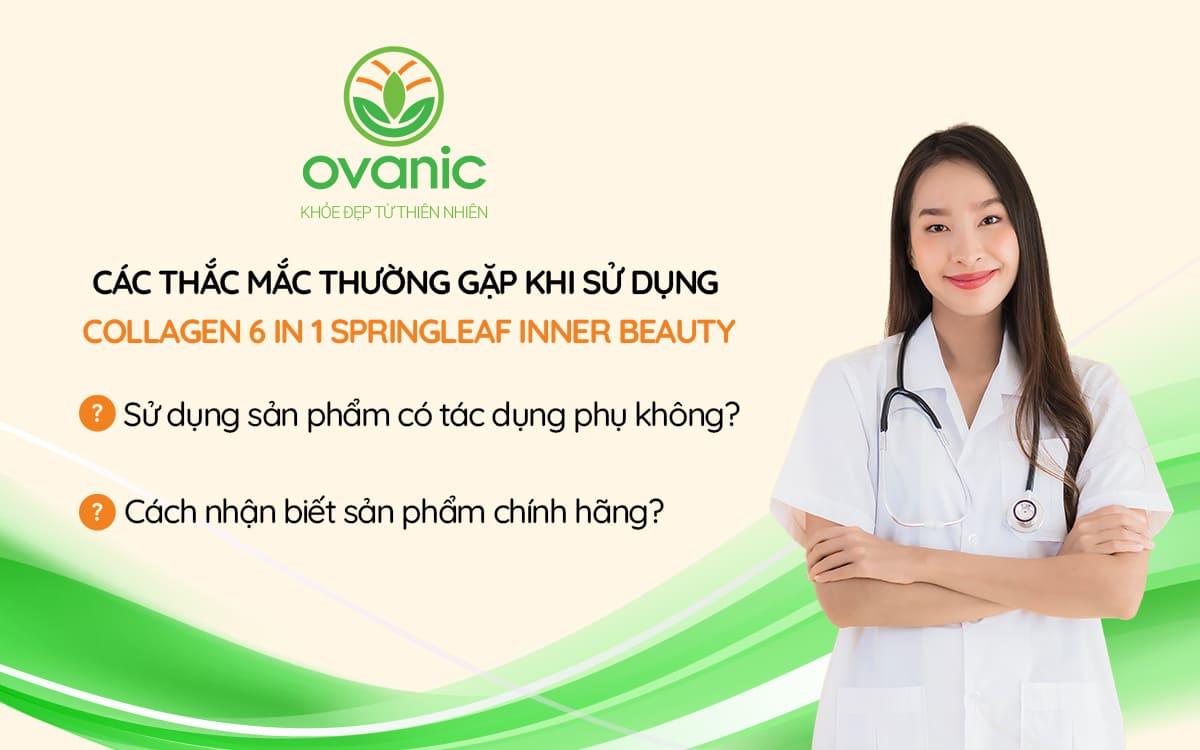 ovanic
KHỎE ĐẸP TỪ THIÊN NHIÊN
CÁC THẮC MẮC THƯỜNG GẶP KHI SỬ DỤNG
COLLAGEN 6 IN 1 SPRINGLEAF INNER BEAUTY
? Sử dụng sản phẩm có tác dụng phụ không?
? Cách nhận biết sản phẩm chính hãng?